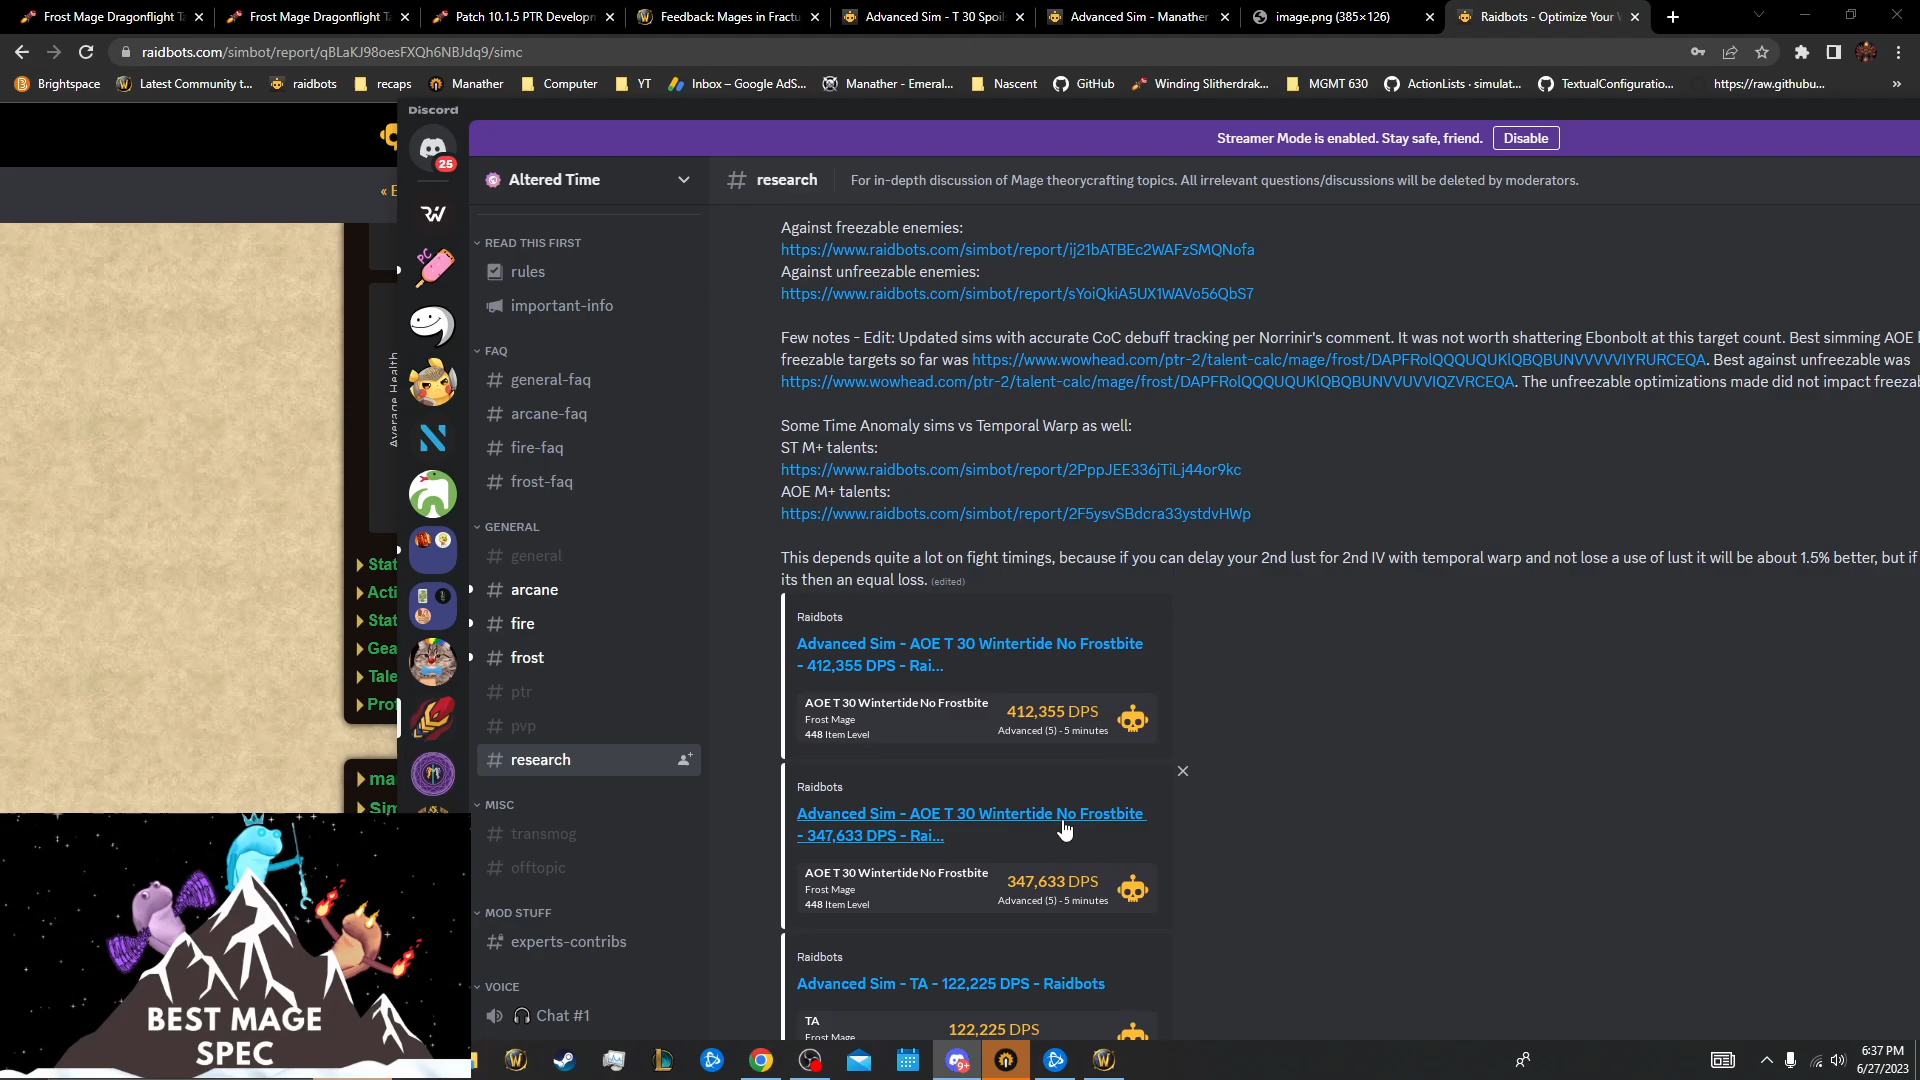 Frost Mage Dragonflight Ta
Frost Mage Dragonflight Ta
Patch 10.1.5 PTR Developm
Feedback: Mages in Fractu
Advanced Sim - T 30 Spoil
Advanced Sim - Manather
image.png (385×126)
Raidbots - Optimize Your
raidbots.com/simbot/report/qBLaKJ98oesFXQh6NBJdq9/simc
Brightspace
Latest Community t...
raidbots
recaps
Manather
Computer
YT
Inbox – Google AdS...
Manather - Emeral...
Nascent
GitHub
Winding Slitherdrak...
MGMT 630
ActionLists · simulat...
TextualConfiguratio...
https://raw.githubu...
»
Discord
25
Streamer Mode is enabled. Stay safe, friend.
Disable
Altered Time
research
For in-depth discussion of Mage theorycrafting topics. All irrelevant questions/discussions will be deleted by moderators.
READ THIS FIRST
rules
important-info
FAQ
general-faq
arcane-faq
fire-faq
frost-faq
GENERAL
general
arcane
fire
frost
ptr
pvp
research
MISC
transmog
offtopic
MOD STUFF
experts-contribs
VOICE
Chat #1
Against freezable enemies:
https://www.raidbots.com/simbot/report/ij21bATBEc2WAFzSMQNofa
Against unfreezable enemies:
https://www.raidbots.com/simbot/report/sYoiQkiA5UX1WAVo56QbS7
Few notes - Edit: Updated sims with accurate CoC debuff tracking per Norrinir's comment. It was not worth shattering Ebonbolt at this target count. Best simming AOE
freezable targets so far was https://www.wowhead.com/ptr-2/talent-calc/mage/frost/DAPFRolQQQUQUKlQBQBUNVVVVVIYRURCEQA. Best against unfreezable was
https://www.wowhead.com/ptr-2/talent-calc/mage/frost/DAPFRolQQQUQUKlQBQBUNVVUVVIQZVRCEQA. The unfreezable optimizations made did not impact freezal
Some Time Anomaly sims vs Temporal Warp as well:
ST M+ talents:
https://www.raidbots.com/simbot/report/2PppJEE336jTiLj44or9kc
AOE M+ talents:
https://www.raidbots.com/simbot/report/2F5ysvSBdcra33ystdvHWp
This depends quite a lot on fight timings, because if you can delay your 2nd lust for 2nd IV with temporal warp and not lose a use of lust it will be about 1.5% better, but if
its then an equal loss. (edited)
Raidbots
Advanced Sim - AOE T 30 Wintertide No Frostbite
- 412,355 DPS - Rai...
AOE T 30 Wintertide No Frostbite
Frost Mage
448 Item Level
412,355 DPS
Advanced (5) - 5 minutes
Raidbots
Advanced Sim - AOE T 30 Wintertide No Frostbite
- 347,633 DPS - Rai...
AOE T 30 Wintertide No Frostbite
Frost Mage
448 Item Level
347,633 DPS
Advanced (5) - 5 minutes
Raidbots
Advanced Sim - TA - 122,225 DPS - Raidbots
TA
Frost Mage
122,225 DPS
Average Health
Stat
Acti
Stat
Gea
Tale
Pro
ma
Sim
BEST MAGE
SPEC
9+
6:37 PM
6/27/2023